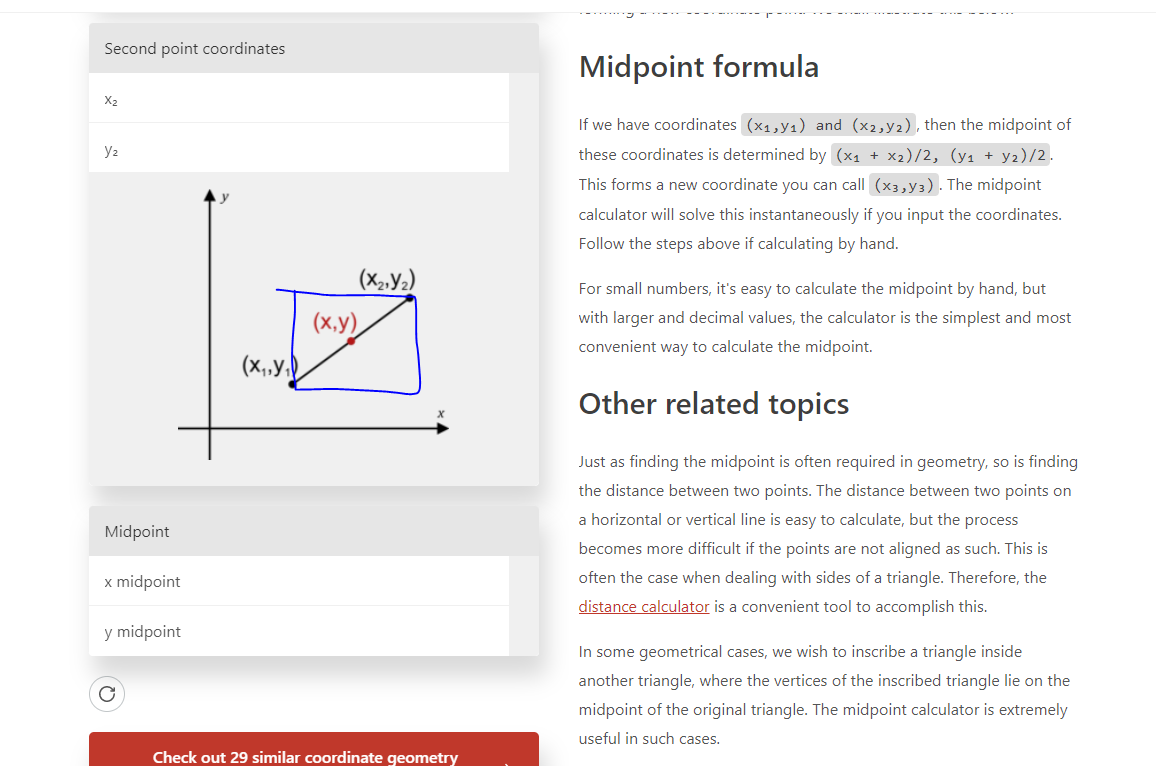 Second point coordinates
x₂
y₂
y
(x₂,y₂)
(x,y)
(x₁,y₁)
x
Midpoint
x midpoint
y midpoint
Check out 29 similar coordinate geometry
Midpoint formula
If we have coordinates (x₁,y₁) and (x₂,y₂), then the midpoint of
these coordinates is determined by (x₁ + x₂)/2, (y₁ + y₂)/2.
This forms a new coordinate you can call (x₃,y₃). The midpoint
calculator will solve this instantaneously if you input the coordinates.
Follow the steps above if calculating by hand.
For small numbers, it's easy to calculate the midpoint by hand, but
with larger and decimal values, the calculator is the simplest and most
convenient way to calculate the midpoint.
Other related topics
Just as finding the midpoint is often required in geometry, so is finding
the distance between two points. The distance between two points on
a horizontal or vertical line is easy to calculate, but the process
becomes more difficult if the points are not aligned as such. This is
often the case when dealing with sides of a triangle. Therefore, the
distance calculator is a convenient tool to accomplish this.
In some geometrical cases, we wish to inscribe a triangle inside
another triangle, where the vertices of the inscribed triangle lie on the
midpoint of the original triangle. The midpoint calculator is extremely
useful in such cases.